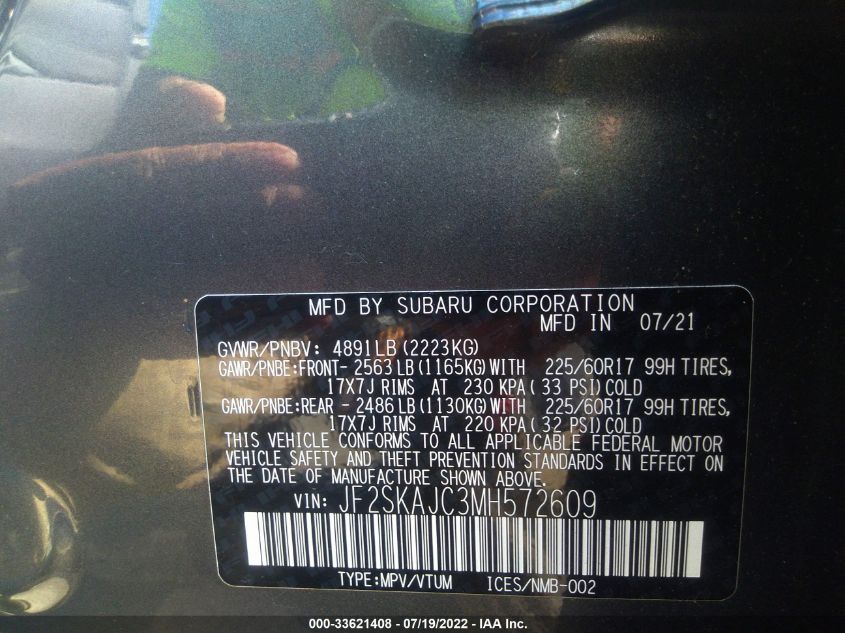 MFD BY SUBARU CORPORATION
MFD IN 07/21
GVWR/PNBV: 4891LB (2223KG)
GAWR/PNBE:FRONT- 2563LB (1165KG)WITH 225/60R17 99H TIRES,
17X7J RIMS AT 230 KPA( 33 PSI)COLD
GAWR/PNBE:REAR - 2486LB (1130KG)WITH 225/60R17 99H TIRES,
17X7J RIMS AT 220 KPA( 32 PSI)COLD
THIS VEHICLE CONFORMS TO ALL APPLICABLE FEDERAL MOTOR
VEHICLE SAFETY AND THEFT PREVENTION STANDARDS IN EFFECT ON
THE DATE OF MANUFACTURE SHOWN ABOVE.
VIN: JF2SKAJC3MH572609
TYPE:MPV/VTUM ICES/NMB-002
000-33621408 - 07/19/2022 - IAA Inc.